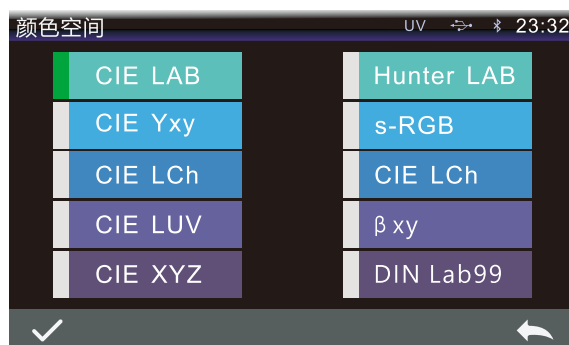 颜色空间 UV 23:32
CIE LAB
CIE Yxy
CIE LCh
CIE LUV
CIE XYZ
Hunter LAB
s-RGB
CIE LCh
β xy
DIN Lab99